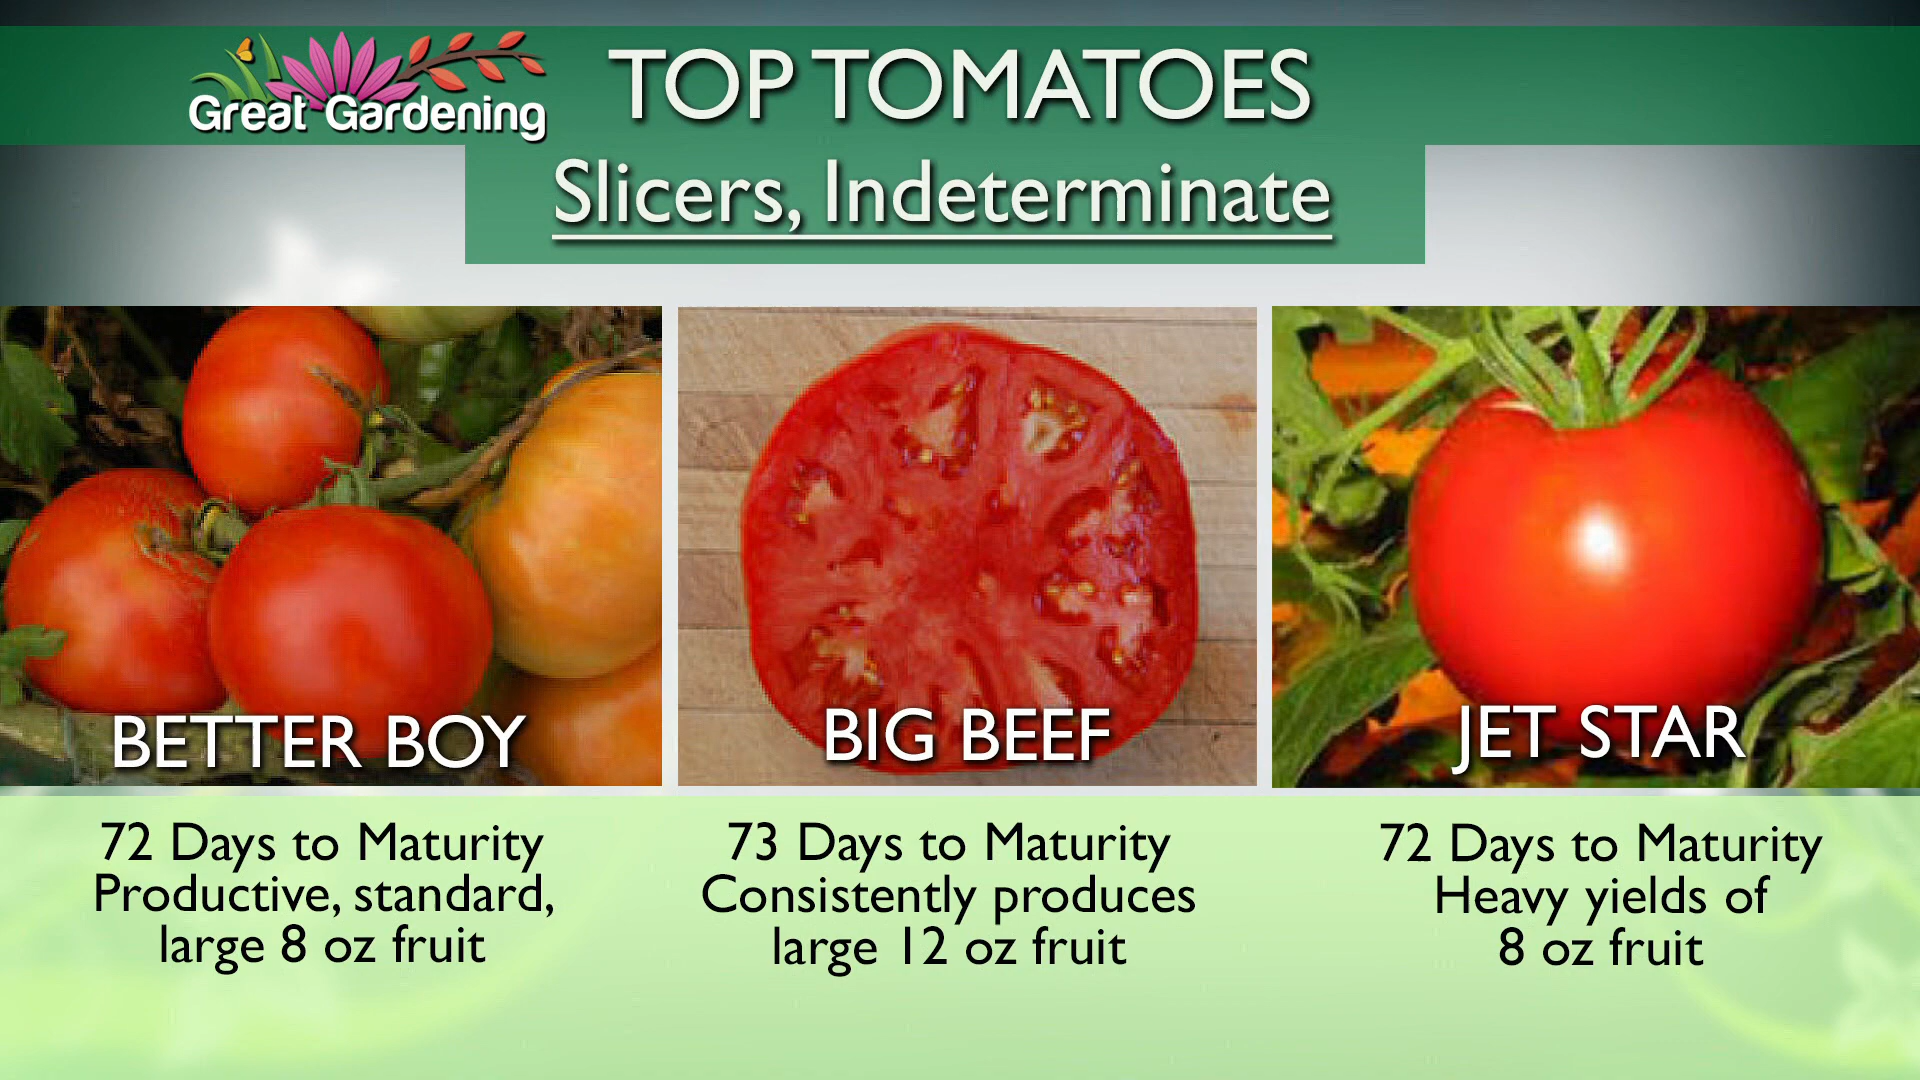 Great Gardening
TOP TOMATOES
Slicers, Indeterminate
BETTER BOY
72 Days to Maturity
Productive, standard,
large 8 oz fruit
BIG BEEF
73 Days to Maturity
Consistently produces
large 12 oz fruit
JET STAR
72 Days to Maturity
Heavy yields of
8 oz fruit